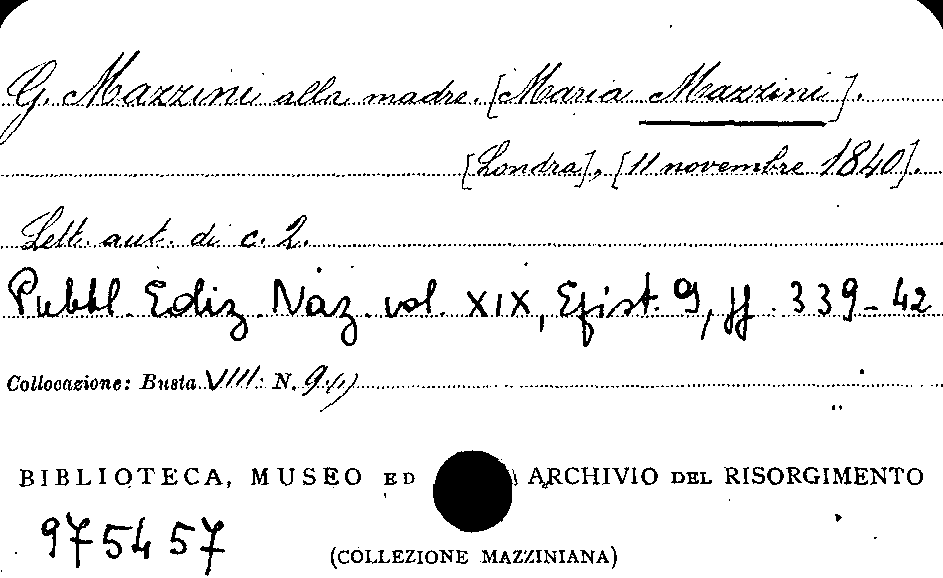 G. Mazzini alla madre. [Maria Mazzini].
[Londra], [11 novembre 1840].
Lett. aut. di c. 2.
Pubbl. Ediz. Naz. vol. XIX, Epist. 9, pp. 339-42
Collocazione: Busta VIII: N. 9
BIBLIOTECA, MUSEO ED ARCHIVIO DEL RISORGIMENTO
975457
(COLLEZIONE MAZZINIANA)